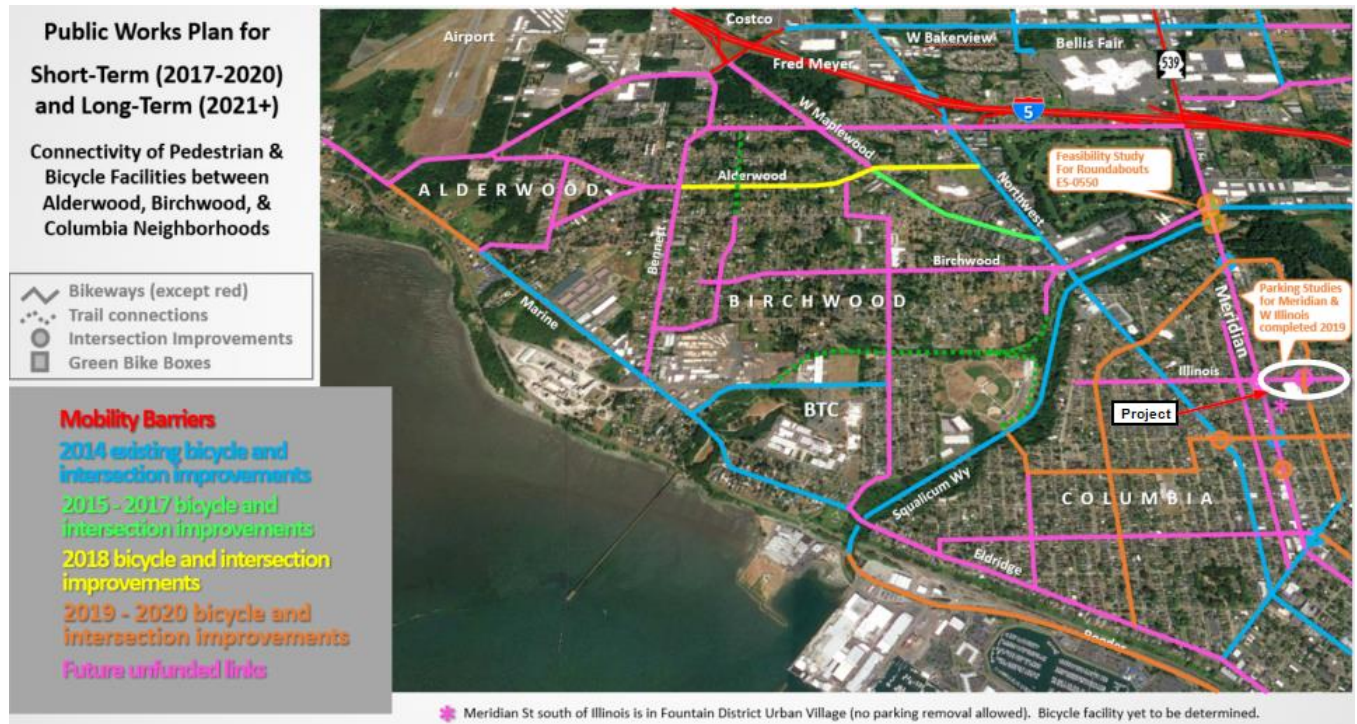 Public Works Plan for
Short-Term (2017-2020)
and Long-Term (2021+)
Connectivity of Pedestrian &
Bicycle Facilities between
Alderwood, Birchwood, &
Columbia Neighborhoods
Bikeways (except red)
Trail connections
Intersection Improvements
Green Bike Boxes
Mobility Barriers
2014 existing bicycle and
intersection improvements
2015 - 2017 bicycle and
intersection improvements
2018 bicycle and intersection
improvements
2019 - 2020 bicycle and
intersection improvements
Future unfunded links
Airport
Costco
W Bakerview
Bellis Fair
Fred Meyer
539
5
W Maplewood
Feasibility Study
For Roundabouts
ES-0550
ALDERWOOD
Alderwood
Northwest
Bennett
Birchwood
BIRCHWOOD
Marine
Meridian
Parking Studies
for Meridian &
W Illinois
completed 2019
Illinois
BTC
Project
Squalicum Wy
COLUMBIA
Eldridge
Roeder
✱ Meridian St south of Illinois is in Fountain District Urban Village (no parking removal allowed). Bicycle facility yet to be determined.